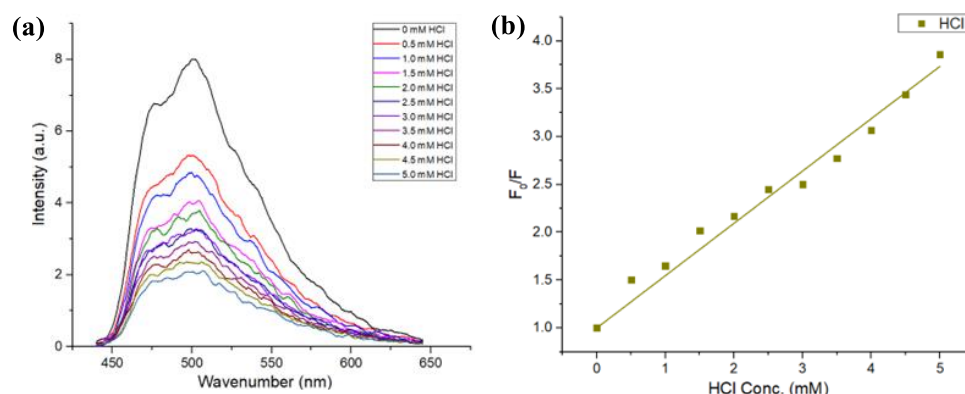 (a)
8
6
4
2
0
Intensity (a.u.)
450 500 550 600 650
Wavenumber (nm)
0 mM HCl
0.5 mM HCl
1.0 mM HCl
1.5 mM HCl
2.0 mM HCl
2.5 mM HCl
3.0 mM HCl
3.5 mM HCl
4.0 mM HCl
4.5 mM HCl
5.0 mM HCl
(b)
HCl
4.0
3.5
3.0
2.5
2.0
1.5
1.0
F₀/F
0 1 2 3 4 5
HCl Conc. (mM)